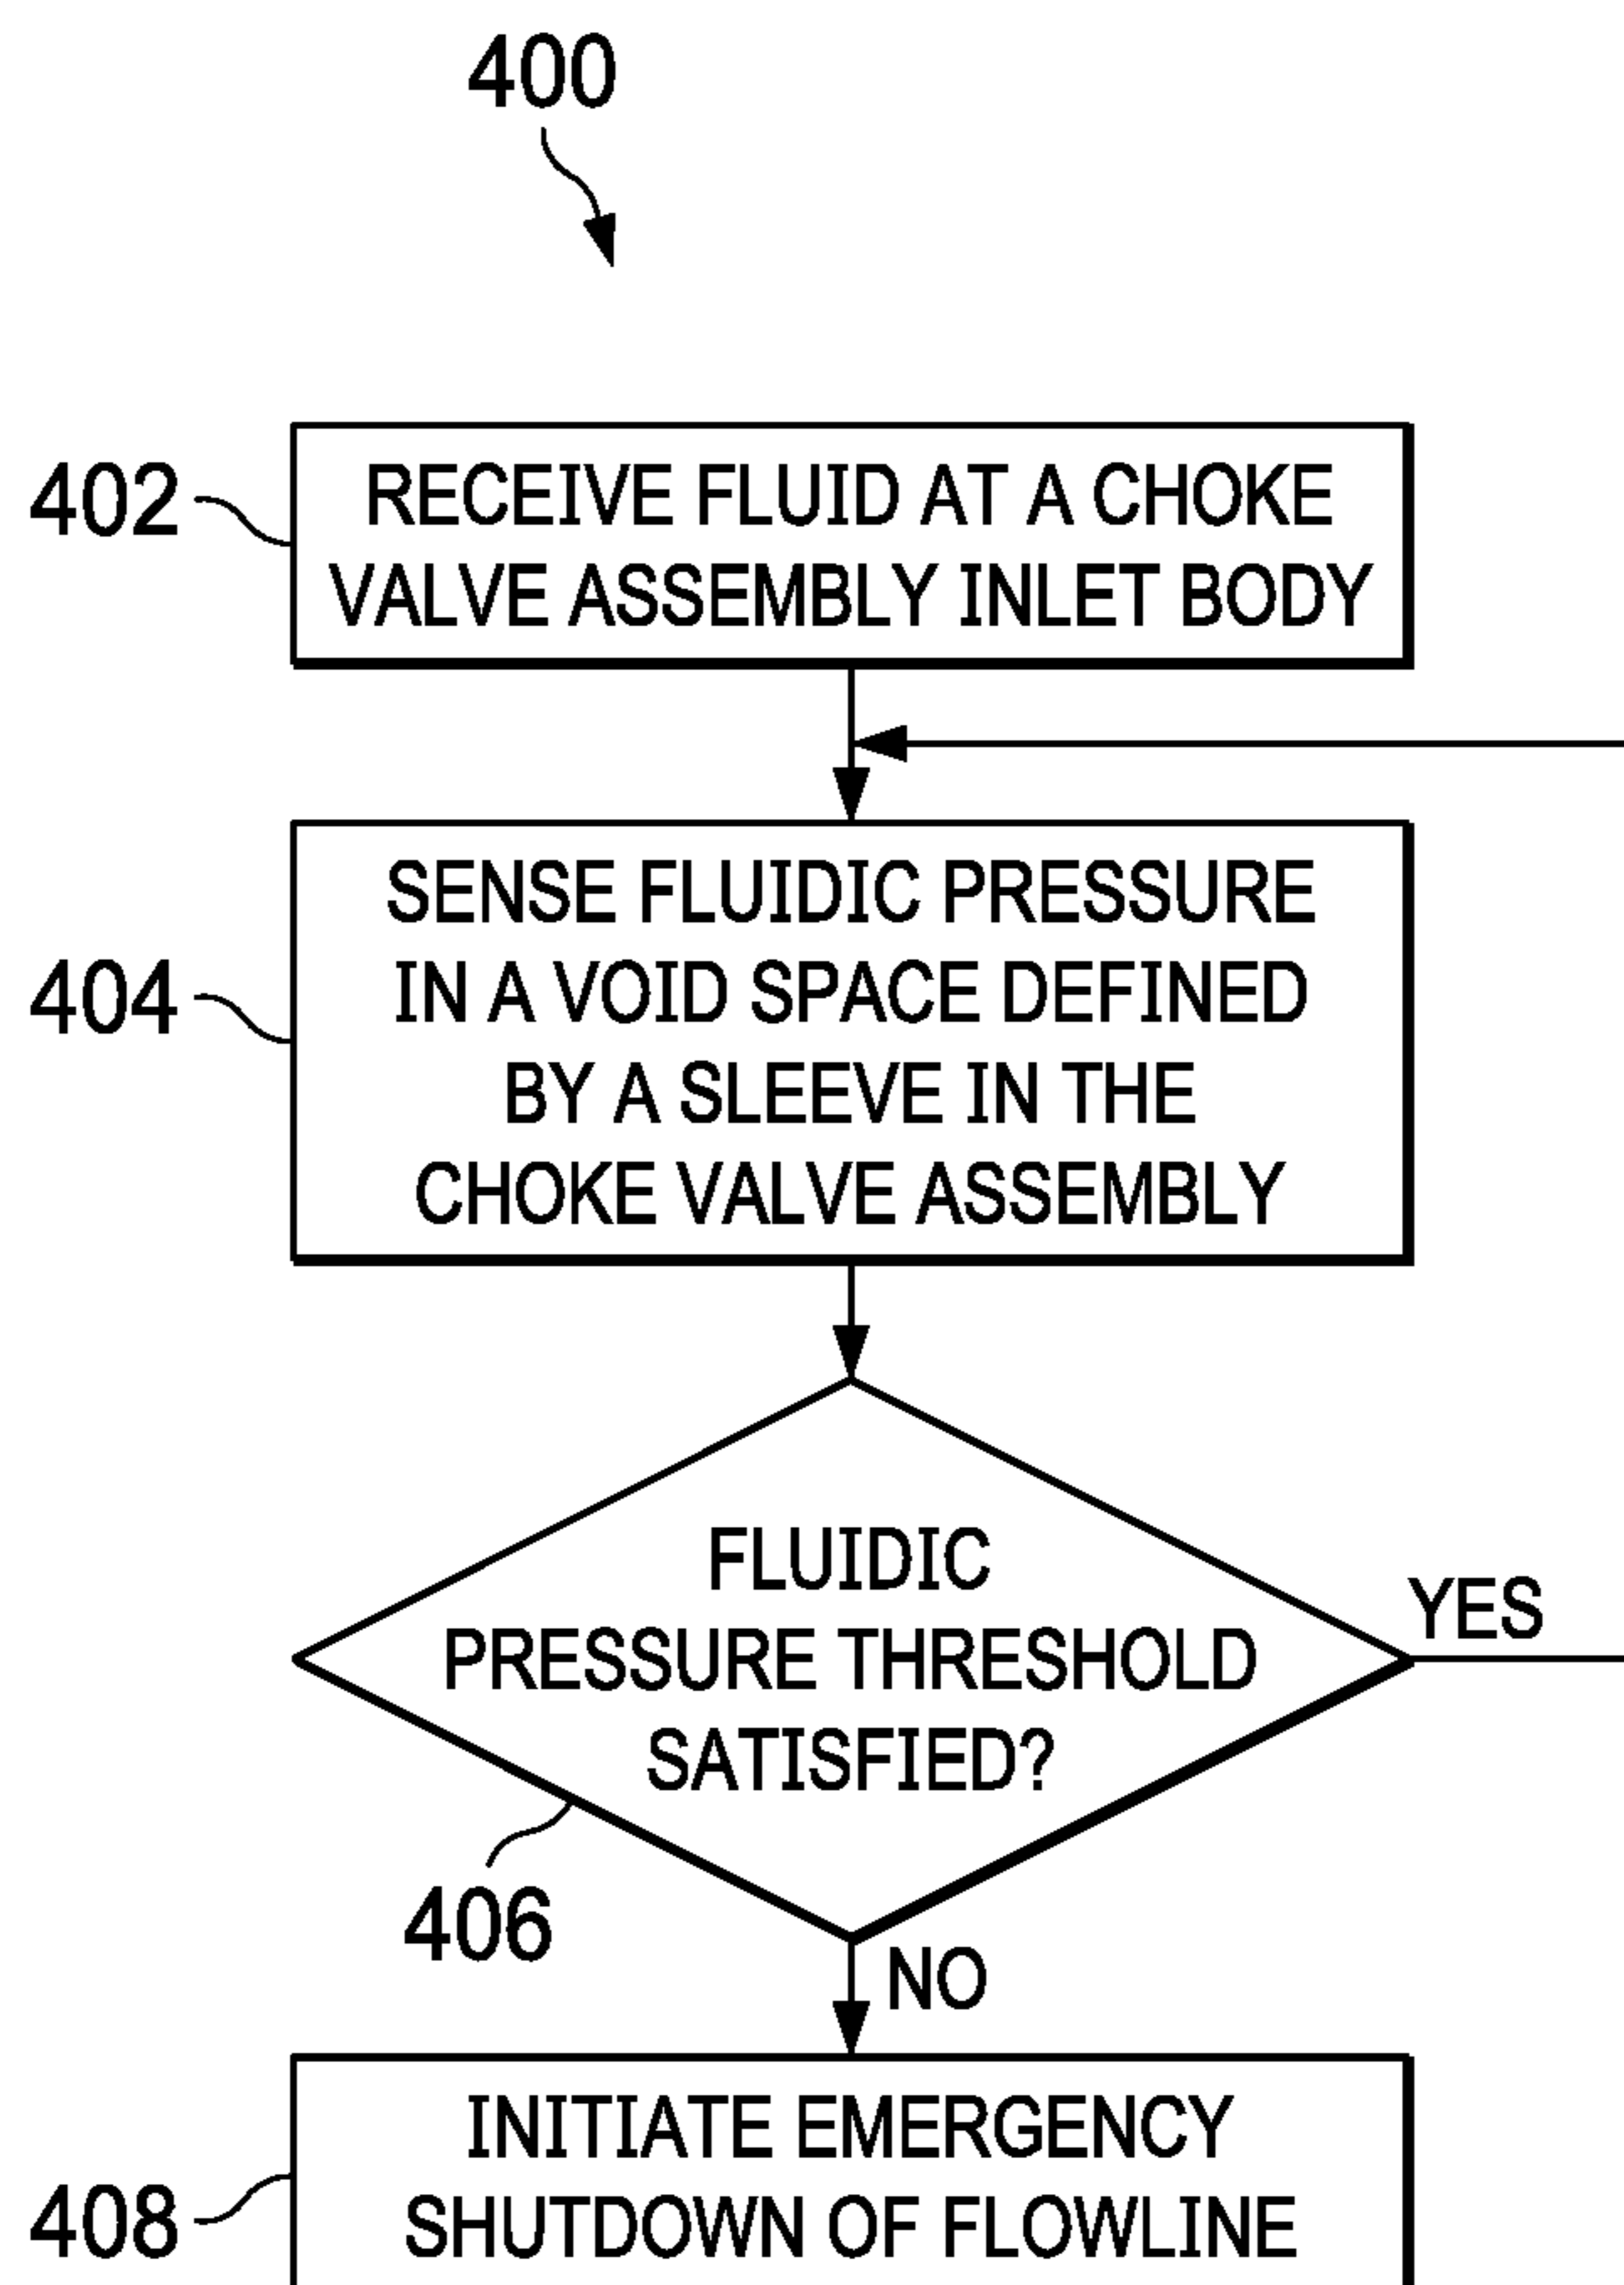 400
402
RECEIVE FLUID AT A CHOKE
VALVE ASSEMBLY INLET BODY
404
SENSE FLUIDIC PRESSURE
IN A VOID SPACE DEFINED
BY A SLEEVE IN THE
CHOKE VALVE ASSEMBLY
FLUIDIC
PRESSURE THRESHOLD
SATISFIED?
YES
406
NO
408
INITIATE EMERGENCY
SHUTDOWN OF FLOWLINE